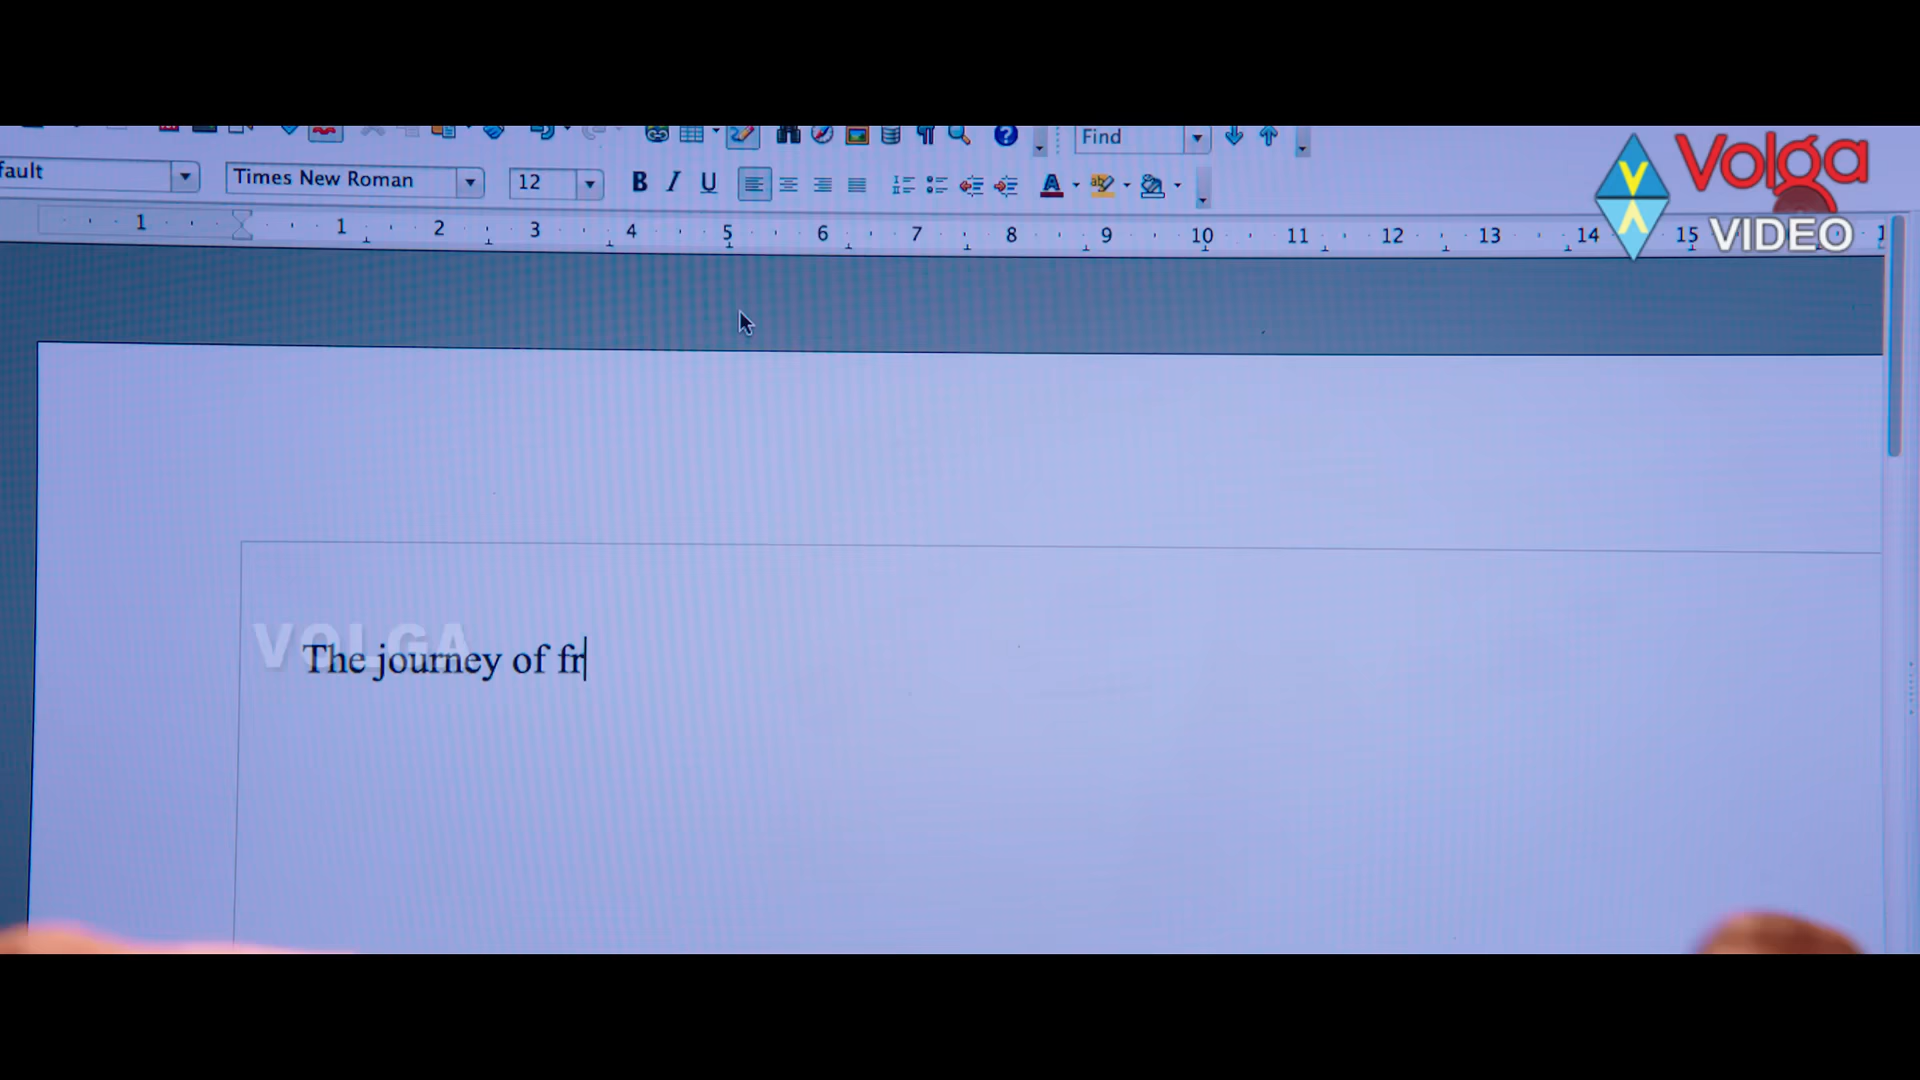 Find
fault
Times New Roman
12
B I U
1 1 2 3 4 5 6 7 8 9 10 11 12 13 14 15
Volga
VIDEO
VOLGA
The journey of fr